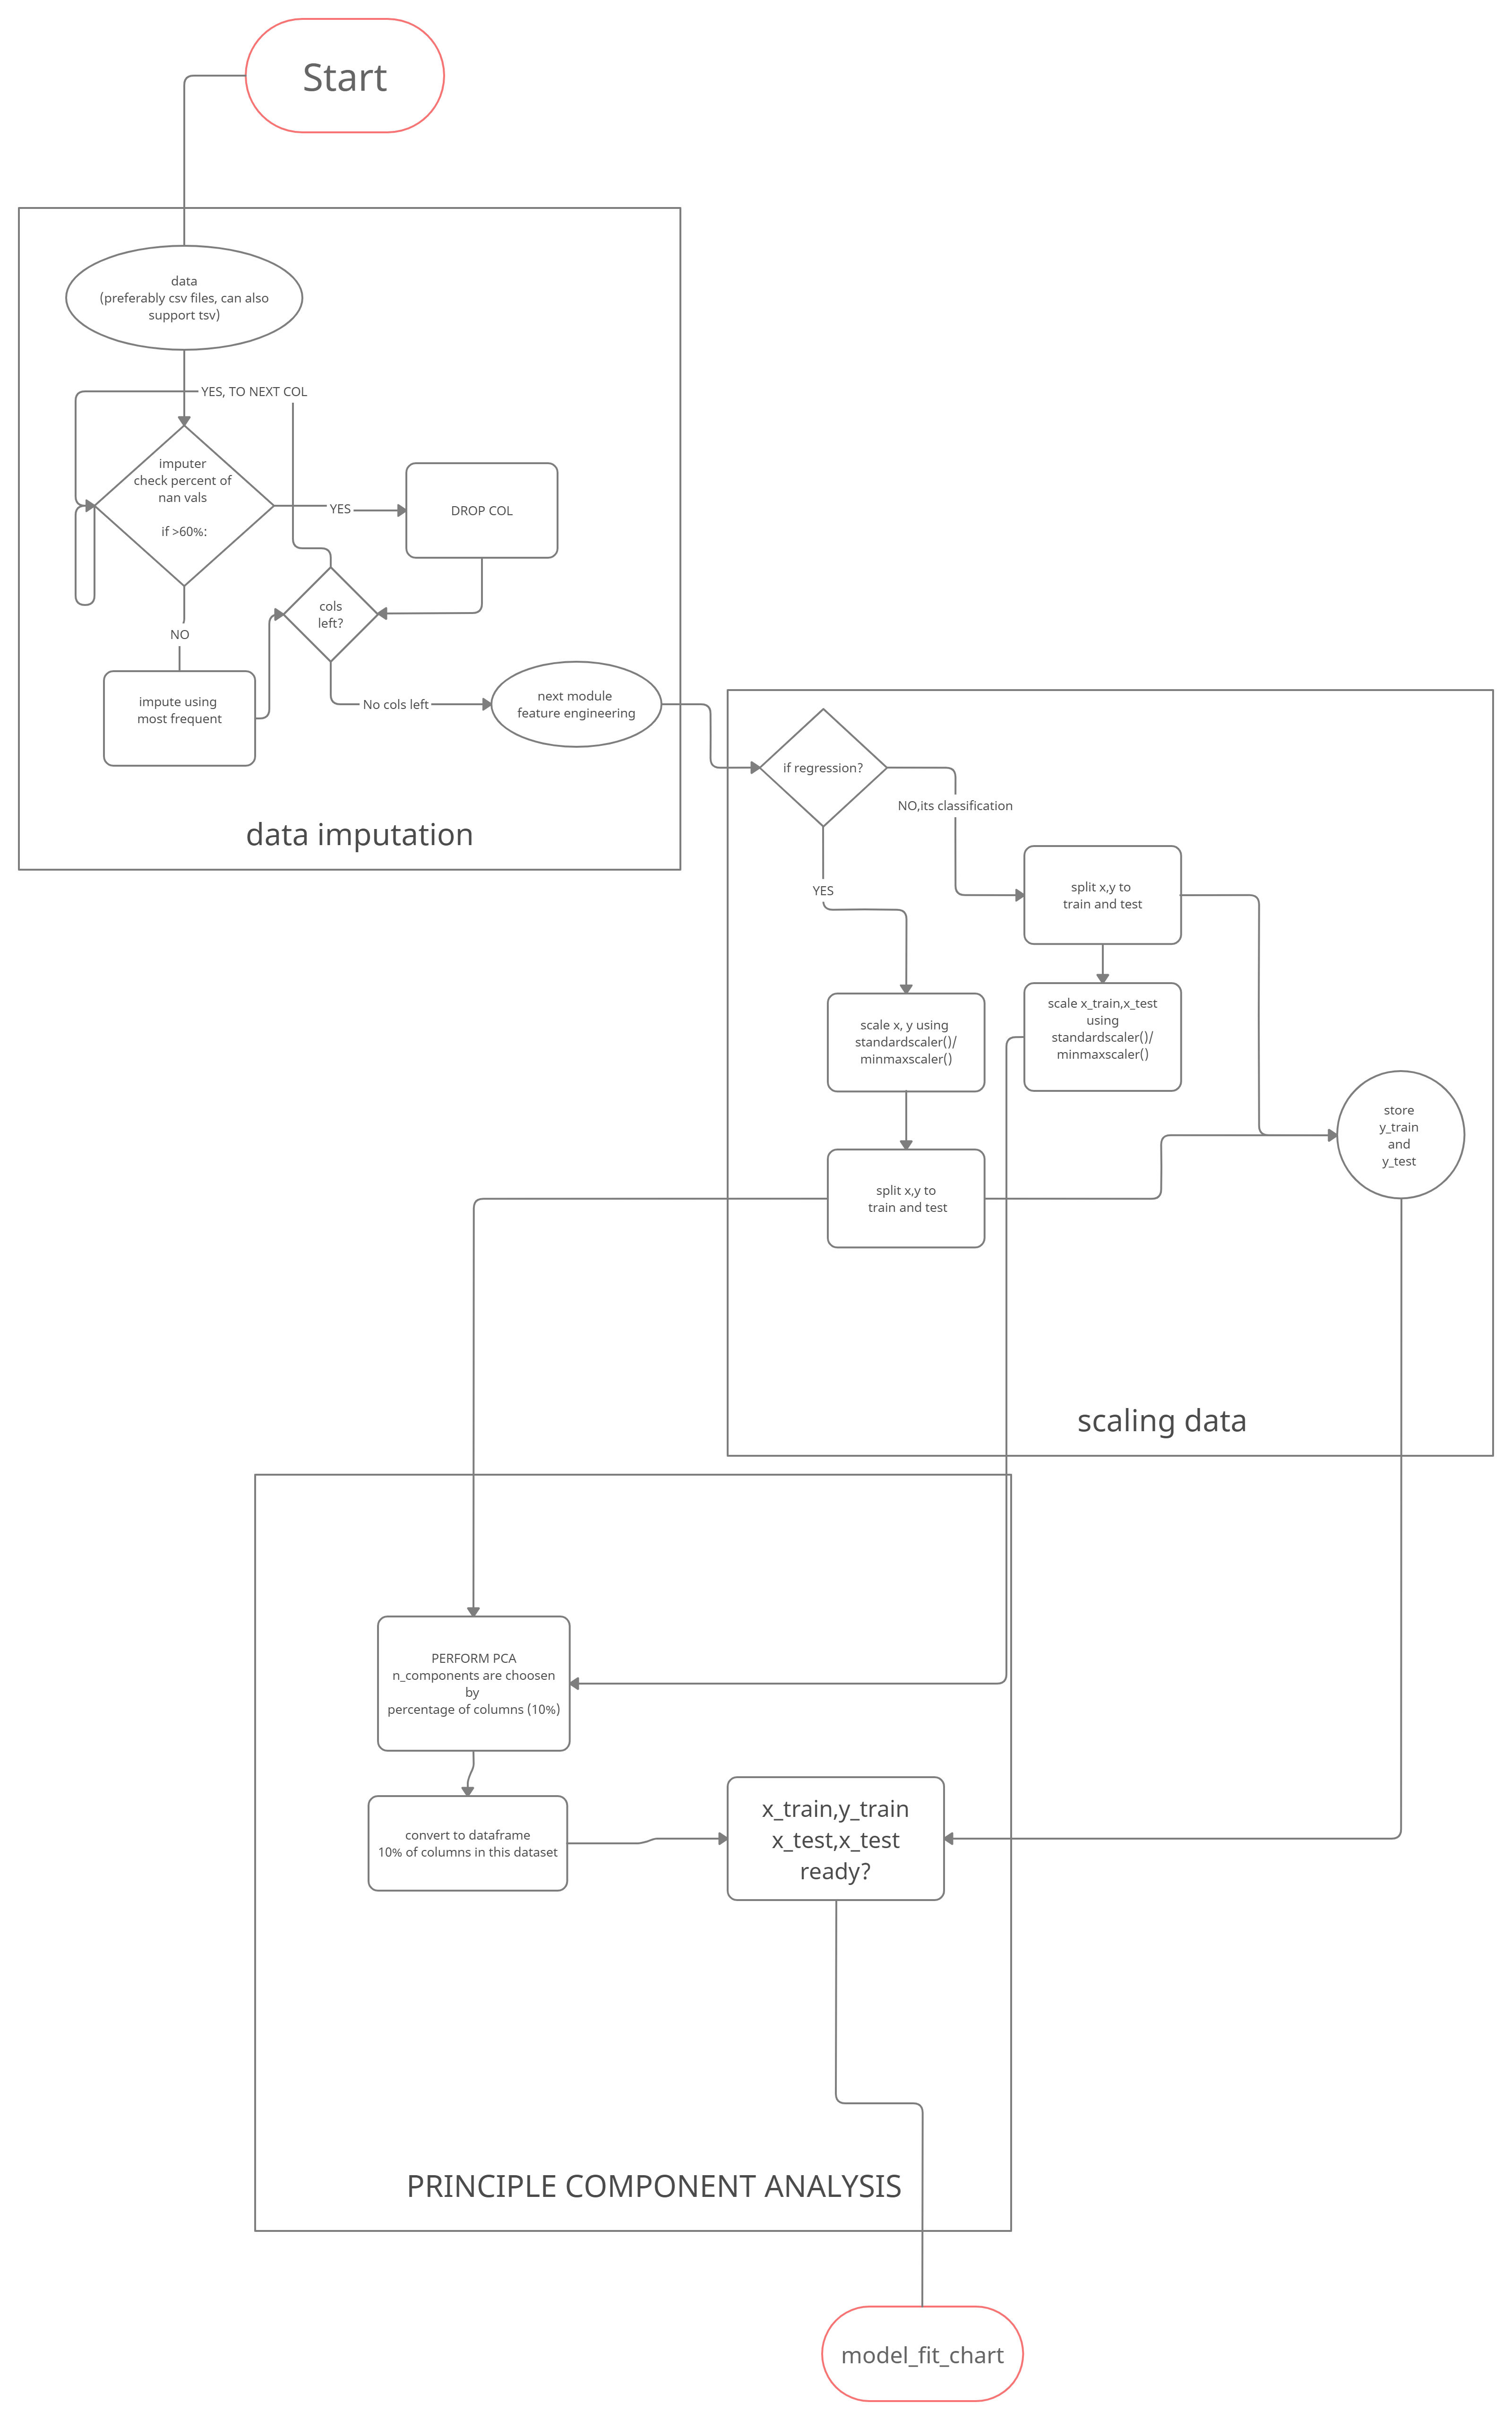 Start
data
(preferably csv files, can also
support tsv)
YES, TO NEXT COL
imputer
check percent of
nan vals
if >60%:
YES
DROP COL
cols
left?
NO
impute using
most frequent
No cols left
next module
feature engineering
data imputation
if regression?
NO,its classification
YES
split x,y to
train and test
scale x, y using
standardscaler()/
minmaxscaler()
scale x_train,x_test
using
standardscaler()/
minmaxscaler()
store
y_train
and
y_test
split x,y to
train and test
scaling data
PERFORM PCA
n_components are choosen
by
percentage of columns (10%)
convert to dataframe
10% of columns in this dataset
x_train,y_train
x_test,x_test
ready?
PRINCIPLE COMPONENT ANALYSIS
model_fit_chart